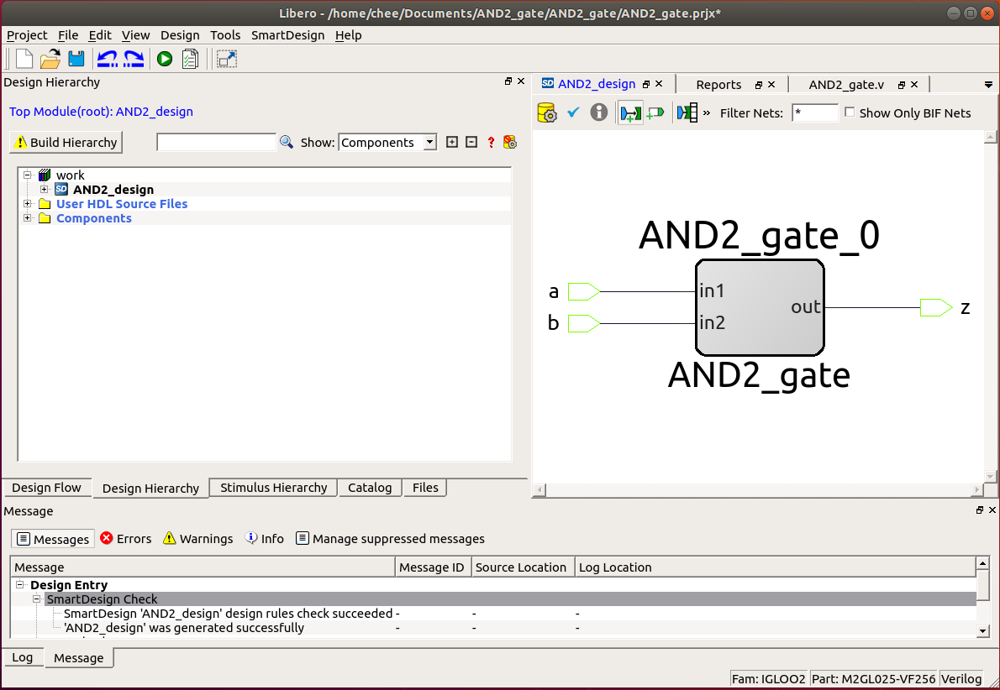 Libero - /home/chee/Documents/AND2_gate/AND2_gate/AND2_gate.prjx*
Project File Edit View Design Tools SmartDesign Help
Design Hierarchy
Top Module(root): AND2_design
Build Hierarchy
Show: Components
work
SD AND2_design
User HDL Source Files
Components
Design Flow Design Hierarchy Stimulus Hierarchy Catalog Files
SD AND2_design Reports AND2_gate.v
Filter Nets: * Show Only BIF Nets
AND2_gate_0
a in1
out z
b in2
AND2_gate
Message
Messages Errors Warnings Info Manage suppressed messages
Message Message ID Source Location Log Location
Design Entry
SmartDesign Check
SmartDesign 'AND2_design' design rules check succeeded - - -
'AND2_design' was generated successfully - - -
Log Message
Fam: IGLOO2 Part: M2GL025-VF256 Verilog